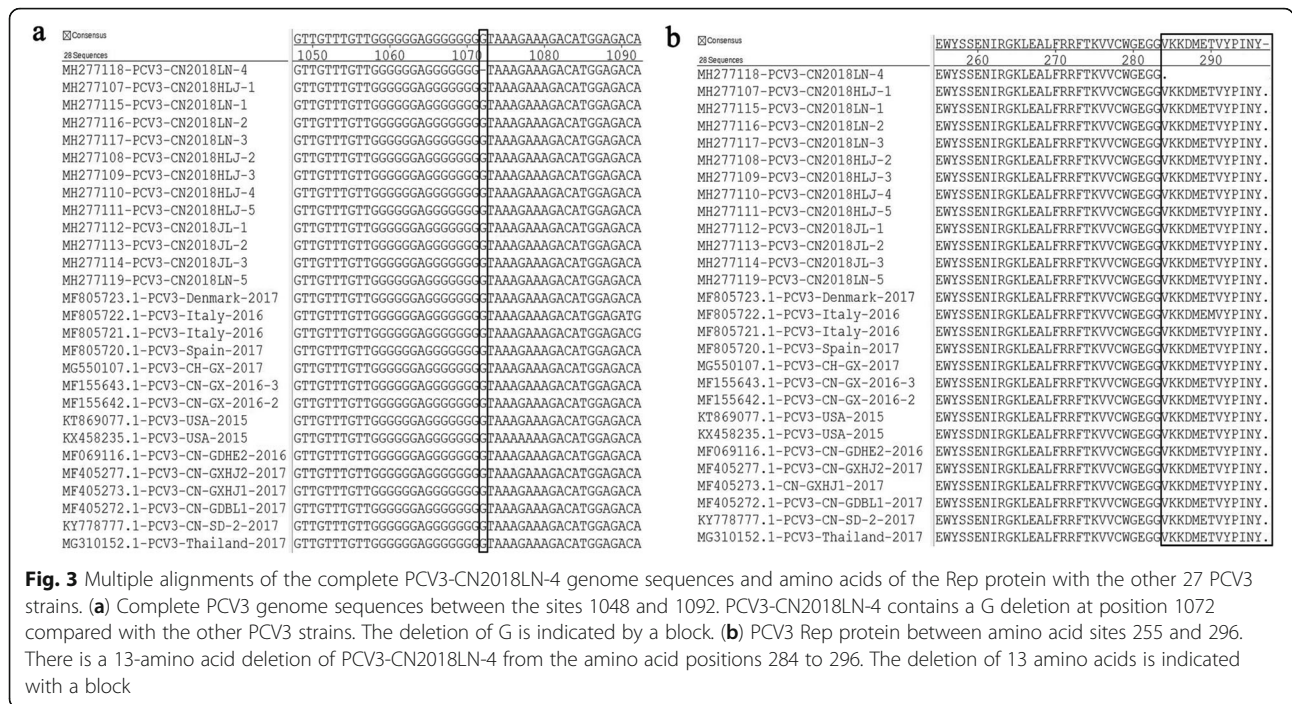 a
Consensus
28 Sequences
GTTGTTTGTTGGGGGGAGGGGGGGGTAAAGAAAGACATGGAGACA
1050 1060 1070 1080 1090
MH277118-PCV3-CN2018LN-4 GTTGTTTGTTGGGGGGAGGGGGGG-TAAAGAAAGACATGGAGACA
MH277107-PCV3-CN2018HLJ-1 GTTGTTTGTTGGGGGGAGGGGGGGGTAAAGAAAGACATGGAGACA
MH277115-PCV3-CN2018LN-1 GTTGTTTGTTGGGGGGAGGGGGGGGTAAAGAAAGACATGGAGACA
MH277116-PCV3-CN2018LN-2 GTTGTTTGTTGGGGGGAGGGGGGGGTAAAGAAAGACATGGAGACA
MH277117-PCV3-CN2018LN-3 GTTGTTTGTTGGGGGGAGGGGGGGGTAAAGAAAGACATGGAGACA
MH277108-PCV3-CN2018HLJ-2 GTTGTTTGTTGGGGGGAGGGGGGGGTAAAGAAAGACATGGAGACA
MH277109-PCV3-CN2018HLJ-3 GTTGTTTGTTGGGGGGAGGGGGGGGTAAAGAAAGACATGGAGACA
MH277110-PCV3-CN2018HLJ-4 GTTGTTTGTTGGGGGGAGGGGGGGGTAAAGAAAGACATGGAGACA
MH277111-PCV3-CN2018HLJ-5 GTTGTTTGTTGGGGGGAGGGGGGGGTAAAGAAAGACATGGAGACA
MH277112-PCV3-CN2018JL-1 GTTGTTTGTTGGGGGGAGGGGGGGGTAAAGAAAGACATGGAGACA
MH277113-PCV3-CN2018JL-2 GTTGTTTGTTGGGGGGAGGGGGGGGTAAAGAAAGACATGGAGACA
MH277114-PCV3-CN2018JL-3 GTTGTTTGTTGGGGGGAGGGGGGGGTAAAGAAAGACATGGAGACA
MH277119-PCV3-CN2018LN-5 GTTGTTTGTTGGGGGGAGGGGGGGGTAAAGAAAGACATGGAGACA
MF805723.1-PCV3-Denmark-2017 GTTGTTTGTTGGGGGGAGGGGGGGGTAAAGAAAGACATGGAGACA
MF805722.1-PCV3-Italy-2016 GTTGTTTGTTGGGGGGAGGGGGGGGTAAAGAAAGACATGGAGATG
MF805721.1-PCV3-Italy-2016 GTTGTTTGTTGGGGGGAGGGGGGGGTAAAGAAAGACATGGAGACG
MF805720.1-PCV3-Spain-2017 GTTGTTTGTTGGGGGGAGGGGGGGGTAAAGAAAGACATGGAGACA
MG550107.1-PCV3-CH-GX-2017 GTTGTTTGTTGGGGGGAGGGGGGGGTAAAGAAAGACATGGAGACA
MF155643.1-PCV3-CN-GX-2016-3 GTTGTTTGTTGGGGGGAGGGGGGGGTAAAGAAAGACATGGAGACA
MF155642.1-PCV3-CN-GX-2016-2 GTTGTTTGTTGGGGGGAGGGGGGGGTAAAGAAAGACATGGAGACA
KT869077.1-PCV3-USA-2015 GTTGTTTGTTGGGGGGAGGGGGGGGTAAAGAAAGACATGGAGACA
KX458235.1-PCV3-USA-2015 GTTGTTTGTTGGGGGGAGGGGGGGGTAAAAAAAGACATGGAGACA
MF069116.1-PCV3-CN-GDHE2-2016 GTTGTTTGTTGGGGGGAGGGGGGGGTAAAGAAAGACATGGAGACA
MF405277.1-PCV3-CN-GXHJ2-2017 GTTGTTTGTTGGGGGGAGGGGGGGGTAAAGAAAGACATGGAGACA
MF405273.1-CN-GXHJ1-2017 GTTGTTTGTTGGGGGGAGGGGGGGGTAAAGAAAGACATGGAGACA
MF405272.1-PCV3-CN-GDBL1-2017 GTTGTTTGTTGGGGGGAGGGGGGGGTAAAGAAAGACATGGAGACA
KY778777.1-PCV3-CN-SD-2-2017 GTTGTTTGTTGGGGGGAGGGGGGGGTAAAGAAAGACATGGAGACA
MG310152.1-PCV3-Thailand-2017 GTTGTTTGTTGGGGGGAGGGGGGGGTAAAGAAAGACATGGAGACA
b
Consensus
28 Sequences
EWYSSENIRGKLEALFRRFTKVVCWGEGGVKKDMETVYPINY-
260 270 280 290
MH277118-PCV3-CN2018LN-4 EWYSSENIRGKLEALFRRFTKVVCWGEGG.
MH277107-PCV3-CN2018HLJ-1 EWYSSENIRGKLEALFRRFTKVVCWGEGGVKKDMETVYPINY.
MH277115-PCV3-CN2018LN-1 EWYSSENIRGKLEALFRRFTKVVCWGEGGVKKDMETVYPINY.
MH277116-PCV3-CN2018LN-2 EWYSSENIRGKLEALFRRFTKVVCWGEGGVKKDMETVYPINY.
MH277117-PCV3-CN2018LN-3 EWYSSENIRGKLEALFRRFTKVVCWGEGGVKKDMETVYPINY.
MH277108-PCV3-CN2018HLJ-2 EWYSSENIRGKLEALFRRFTKVVCWGEGGVKKDMETVYPINY.
MH277109-PCV3-CN2018HLJ-3 EWYSSENIRGKLEALFRRFTKVVCWGEGGVKKDMETVYPINY.
MH277110-PCV3-CN2018HLJ-4 EWYSSENIRGKLEALFRRFTKVVCWGEGGVKKDMETVYPINY.
MH277111-PCV3-CN2018HLJ-5 EWYSSENIRGKLEALFRRFTKVVCWGEGGVKKDMETVYPINY.
MH277112-PCV3-CN2018JL-1 EWYSSENIRGKLEALFRRFTKVVCWGEGGVKKDMETVYPINY.
MH277113-PCV3-CN2018JL-2 EWYSSENIRGKLEALFRRFTKVVCWGEGGVKKDMETVYPINY.
MH277114-PCV3-CN2018JL-3 EWYSSENIRGKLEALFRRFTKVVCWGEGGVKKDMETVYPINY.
MH277119-PCV3-CN2018LN-5 EWYSSENIRGKLEALFRRFTKVVCWGEGGVKKDMETVYPINY.
MF805723.1-PCV3-Denmark-2017 EWYSSENIRGKLEALFRRFTKVVCWGEGGVKKDMETVYPINY.
MF805722.1-PCV3-Italy-2016 EWYSSENIRGKLEALFRRFTKVVCWGEGGVKKDMEMVYPINY.
MF805721.1-PCV3-Italy-2016 EWYSSENIRGKLEALFRRFTKVVCWGEGGVKKDMETVYPINY.
MF805720.1-PCV3-Spain-2017 EWYSSENIRGKLEALFRRFTKVVCWGEGGVKKDMETVYPINY.
MG550107.1-PCV3-CH-GX-2017 EWYSSENIRGKLEALFRRFTKVVCWGEGGVKKDMETVYPINY.
MF155643.1-PCV3-CN-GX-2016-3 EWYSSENIRGKLEALFRRFTKVVCWGEGGVKKDMETVYPINY.
MF155642.1-PCV3-CN-GX-2016-2 EWYSSENIRGKLEALFRRFTKVVCWGEGGVKKDMETVYPINY.
KT869077.1-PCV3-USA-2015 EWYSSENIRGKLEALFRRFTKVVCWGEGGVKKDMETVYPINY.
KX458235.1-PCV3-USA-2015 EWYSSDNIRGKLEALFRRFTKVVCWGEGGVKKDMETVYPINY.
MF069116.1-PCV3-CN-GDHE2-2016 EWYSSENIRGKLEALFRRFTKVVCWGEGGVKKDMETVYPINY.
MF405277.1-PCV3-CN-GXHJ2-2017 EWYSSENIRGKLEALFRRFTKVVCWGEGGVKKDMETVYPINY.
MF405273.1-CN-GXHJ1-2017 EWYSSENIRGKLEALFRRFTKVVCWGEGGVKKDMETVYPINY.
MF405272.1-PCV3-CN-GDBL1-2017 EWYSSENIRGKLEALFRRFTKVVCWGEGGVKKDMETVYPINY.
KY778777.1-PCV3-CN-SD-2-2017 EWYSSENIRGKLEALFRRFTKVVCWGEGGVKKDMETVYPINY.
MG310152.1-PCV3-Thailand-2017 EWYSSENIRGKLEALFRRFTKVVCWGEGGVKKDMETVYPINY.
Fig. 3 Multiple alignments of the complete PCV3-CN2018LN-4 genome sequences and amino acids of the Rep protein with the other 27 PCV3
strains. (a) Complete PCV3 genome sequences between the sites 1048 and 1092. PCV3-CN2018LN-4 contains a G deletion at position 1072
compared with the other PCV3 strains. The deletion of G is indicated by a block. (b) PCV3 Rep protein between amino acid sites 255 and 296.
There is a 13-amino acid deletion of PCV3-CN2018LN-4 from the amino acid positions 284 to 296. The deletion of 13 amino acids is indicated
with a block